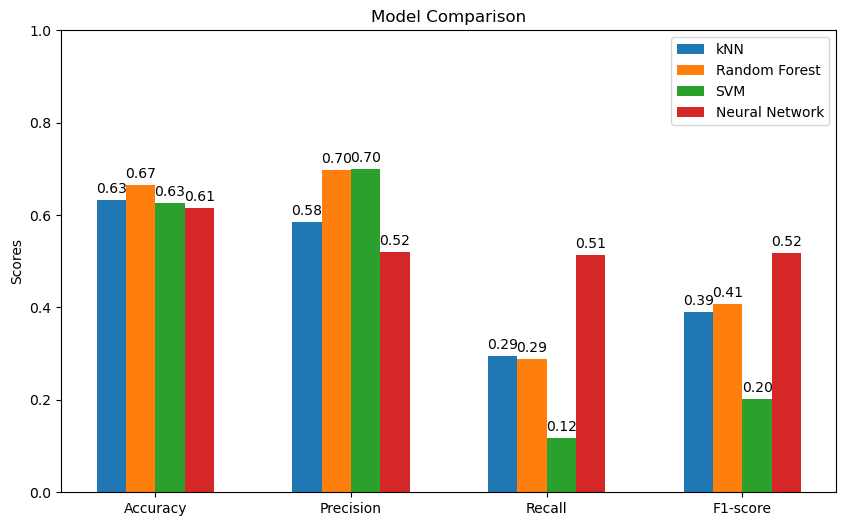 Model Comparison
kNN
Random Forest
SVM
Neural Network
Scores
1.0
0.8
0.6
0.4
0.2
0.0
0.63 0.67 0.63 0.61
0.58 0.70 0.70 0.52
0.29 0.29 0.12 0.51
0.39 0.41 0.20 0.52
Accuracy Precision Recall F1-score